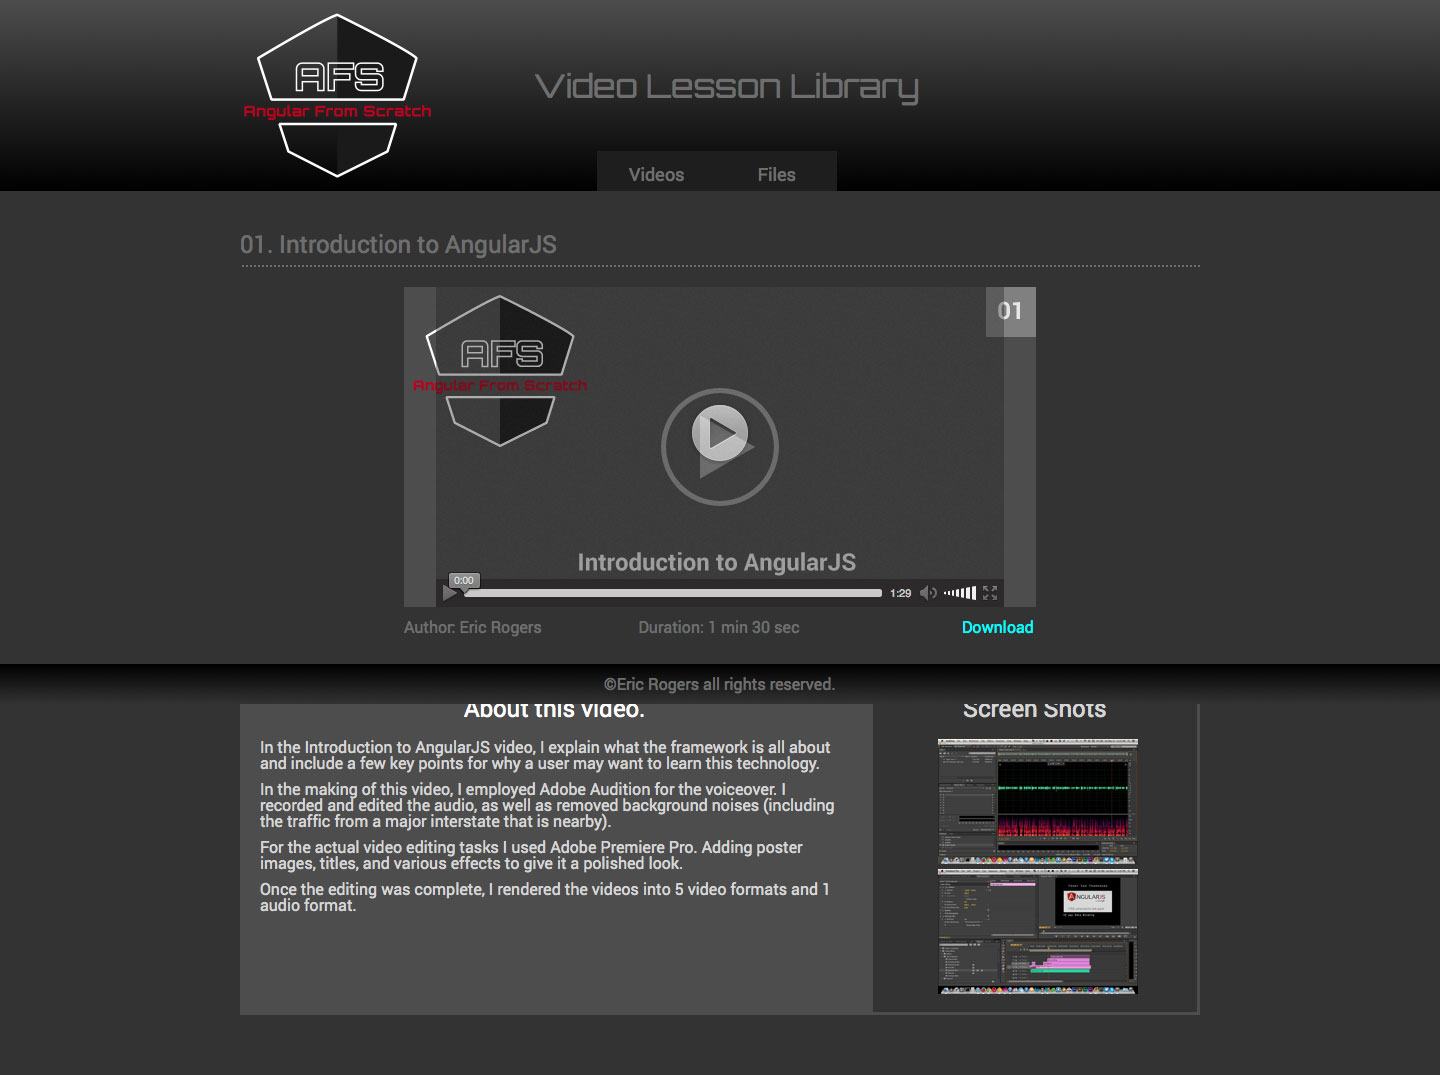 AFS
Angular From Scratch
Video Lesson Library
Videos
Files
01. Introduction to AngularJS
01
AFS
Angular From Scratch
Introduction to AngularJS
0:00
1:29
Author: Eric Rogers
Duration: 1 min 30 sec
Download
©Eric Rogers all rights reserved.
About this video.
In the Introduction to AngularJS video, I explain what the framework is all about
and include a few key points for why a user may want to learn this technology.
In the making of this video, I employed Adobe Audition for the voiceover. I
recorded and edited the audio, as well as removed background noises (including
the traffic from a major interstate that is nearby).
For the actual video editing tasks I used Adobe Premiere Pro. Adding poster
images, titles, and various effects to give it a polished look.
Once the editing was complete, I rendered the videos into 5 video formats and 1
audio format.
Screen Shots
ANGULARJS